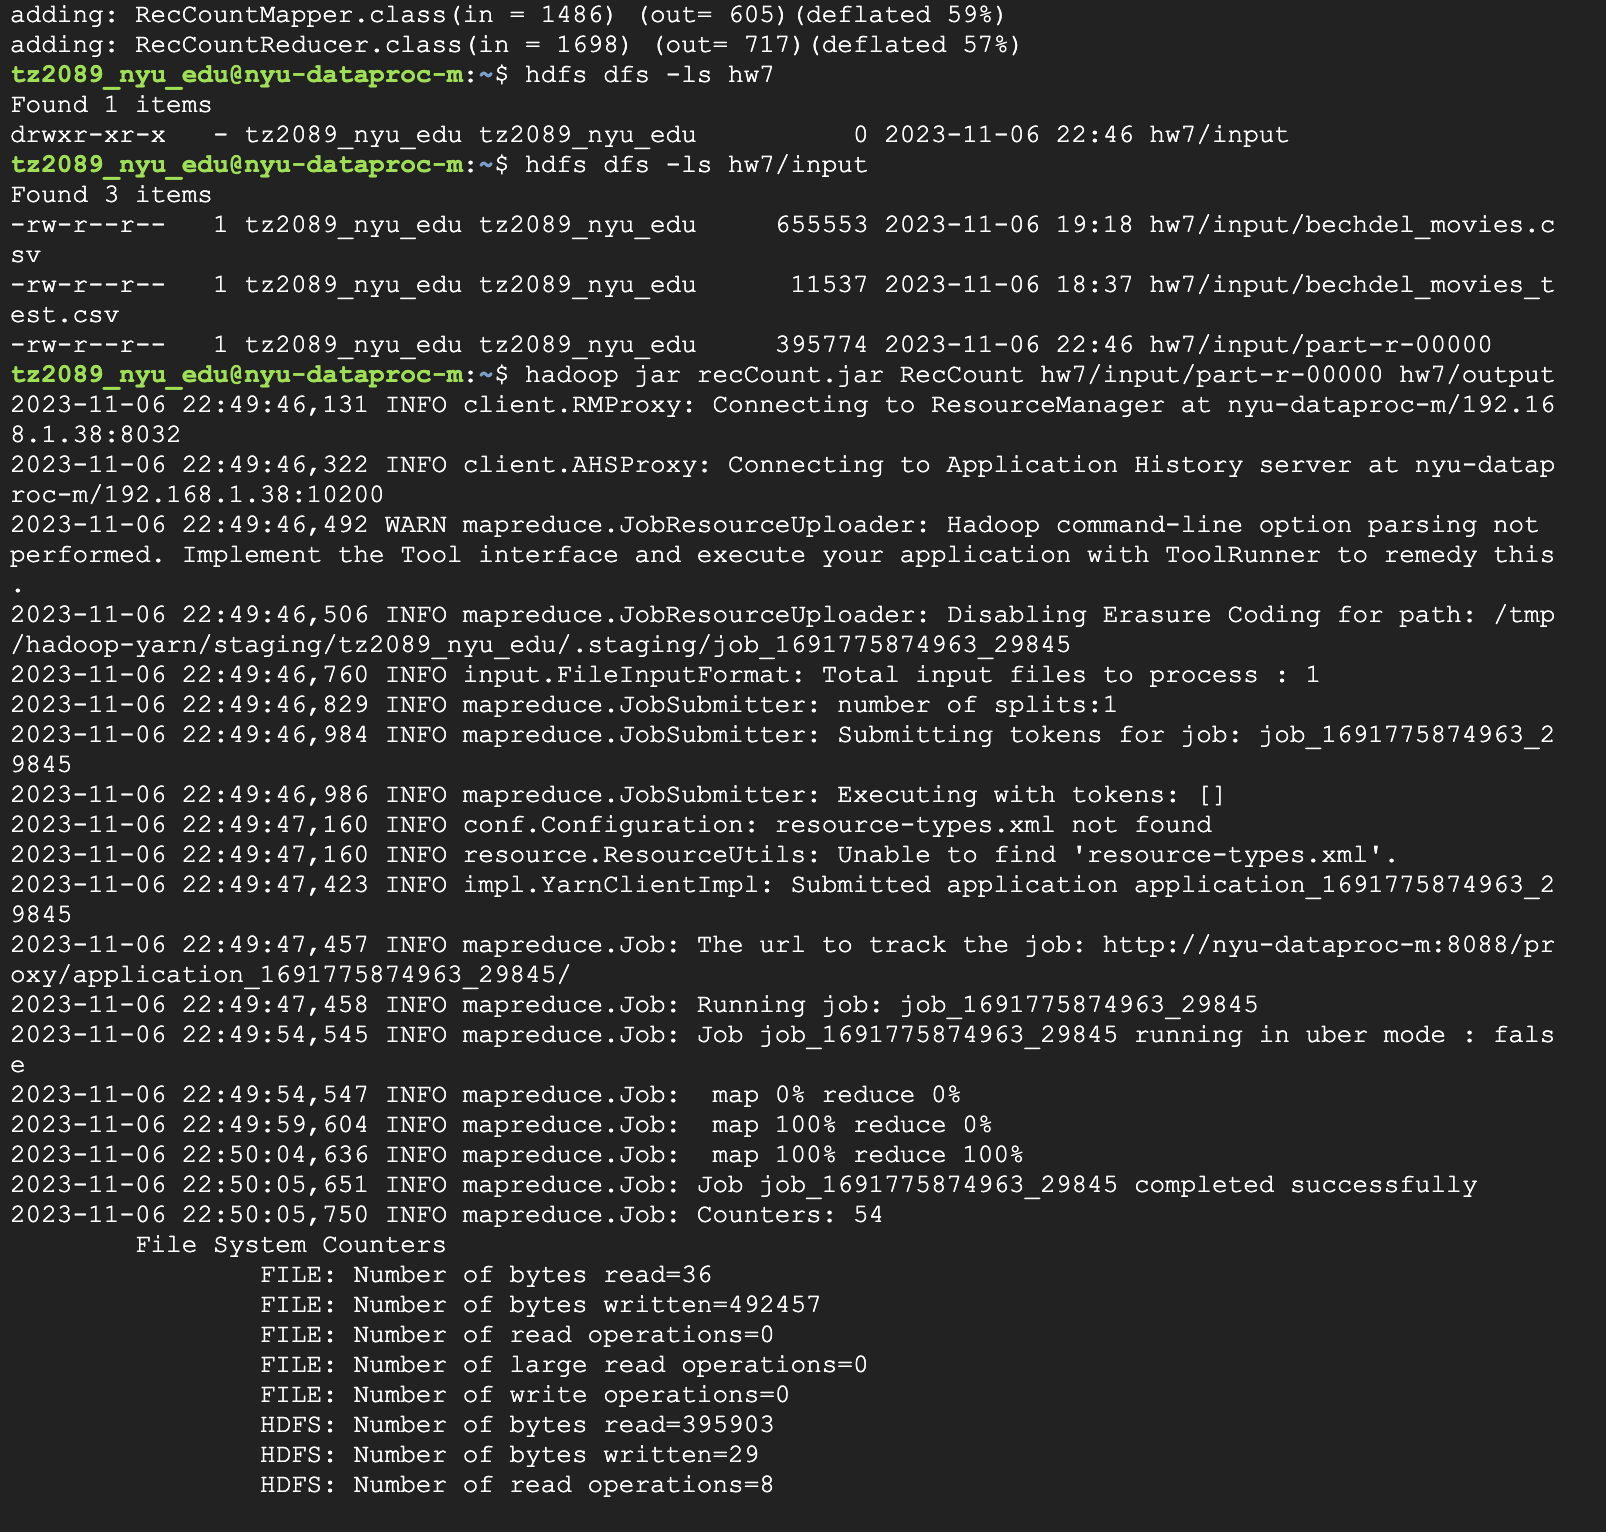 adding: RecCountMapper.class(in = 1486) (out= 605)(deflated 59%)
adding: RecCountReducer.class(in = 1698) (out= 717)(deflated 57%)
tz2089_nyu_edu@nyu-dataproc-m:~$ hdfs dfs -ls hw7
Found 1 items
drwxr-xr-x   - tz2089_nyu_edu tz2089_nyu_edu          0 2023-11-06 22:46 hw7/input
tz2089_nyu_edu@nyu-dataproc-m:~$ hdfs dfs -ls hw7/input
Found 3 items
-rw-r--r--   1 tz2089_nyu_edu tz2089_nyu_edu     655553 2023-11-06 19:18 hw7/input/bechdel_movies.c
sv
-rw-r--r--   1 tz2089_nyu_edu tz2089_nyu_edu      11537 2023-11-06 18:37 hw7/input/bechdel_movies_t
est.csv
-rw-r--r--   1 tz2089_nyu_edu tz2089_nyu_edu     395774 2023-11-06 22:46 hw7/input/part-r-00000
tz2089_nyu_edu@nyu-dataproc-m:~$ hadoop jar recCount.jar RecCount hw7/input/part-r-00000 hw7/output
2023-11-06 22:49:46,131 INFO client.RMProxy: Connecting to ResourceManager at nyu-dataproc-m/192.16
8.1.38:8032
2023-11-06 22:49:46,322 INFO client.AHSProxy: Connecting to Application History server at nyu-datap
roc-m/192.168.1.38:10200
2023-11-06 22:49:46,492 WARN mapreduce.JobResourceUploader: Hadoop command-line option parsing not
performed. Implement the Tool interface and execute your application with ToolRunner to remedy this
.
2023-11-06 22:49:46,506 INFO mapreduce.JobResourceUploader: Disabling Erasure Coding for path: /tmp
/hadoop-yarn/staging/tz2089_nyu_edu/.staging/job_1691775874963_29845
2023-11-06 22:49:46,760 INFO input.FileInputFormat: Total input files to process : 1
2023-11-06 22:49:46,829 INFO mapreduce.JobSubmitter: number of splits:1
2023-11-06 22:49:46,984 INFO mapreduce.JobSubmitter: Submitting tokens for job: job_1691775874963_2
9845
2023-11-06 22:49:46,986 INFO mapreduce.JobSubmitter: Executing with tokens: []
2023-11-06 22:49:47,160 INFO conf.Configuration: resource-types.xml not found
2023-11-06 22:49:47,160 INFO resource.ResourceUtils: Unable to find 'resource-types.xml'.
2023-11-06 22:49:47,423 INFO impl.YarnClientImpl: Submitted application application_1691775874963_2
9845
2023-11-06 22:49:47,457 INFO mapreduce.Job: The url to track the job: http://nyu-dataproc-m:8088/pr
oxy/application_1691775874963_29845/
2023-11-06 22:49:47,458 INFO mapreduce.Job: Running job: job_1691775874963_29845
2023-11-06 22:49:54,545 INFO mapreduce.Job: Job job_1691775874963_29845 running in uber mode : fals
e
2023-11-06 22:49:54,547 INFO mapreduce.Job:  map 0% reduce 0%
2023-11-06 22:49:59,604 INFO mapreduce.Job:  map 100% reduce 0%
2023-11-06 22:50:04,636 INFO mapreduce.Job:  map 100% reduce 100%
2023-11-06 22:50:05,651 INFO mapreduce.Job: Job job_1691775874963_29845 completed successfully
2023-11-06 22:50:05,750 INFO mapreduce.Job: Counters: 54
        File System Counters
                FILE: Number of bytes read=36
                FILE: Number of bytes written=492457
                FILE: Number of read operations=0
                FILE: Number of large read operations=0
                FILE: Number of write operations=0
                HDFS: Number of bytes read=395903
                HDFS: Number of bytes written=29
                HDFS: Number of read operations=8